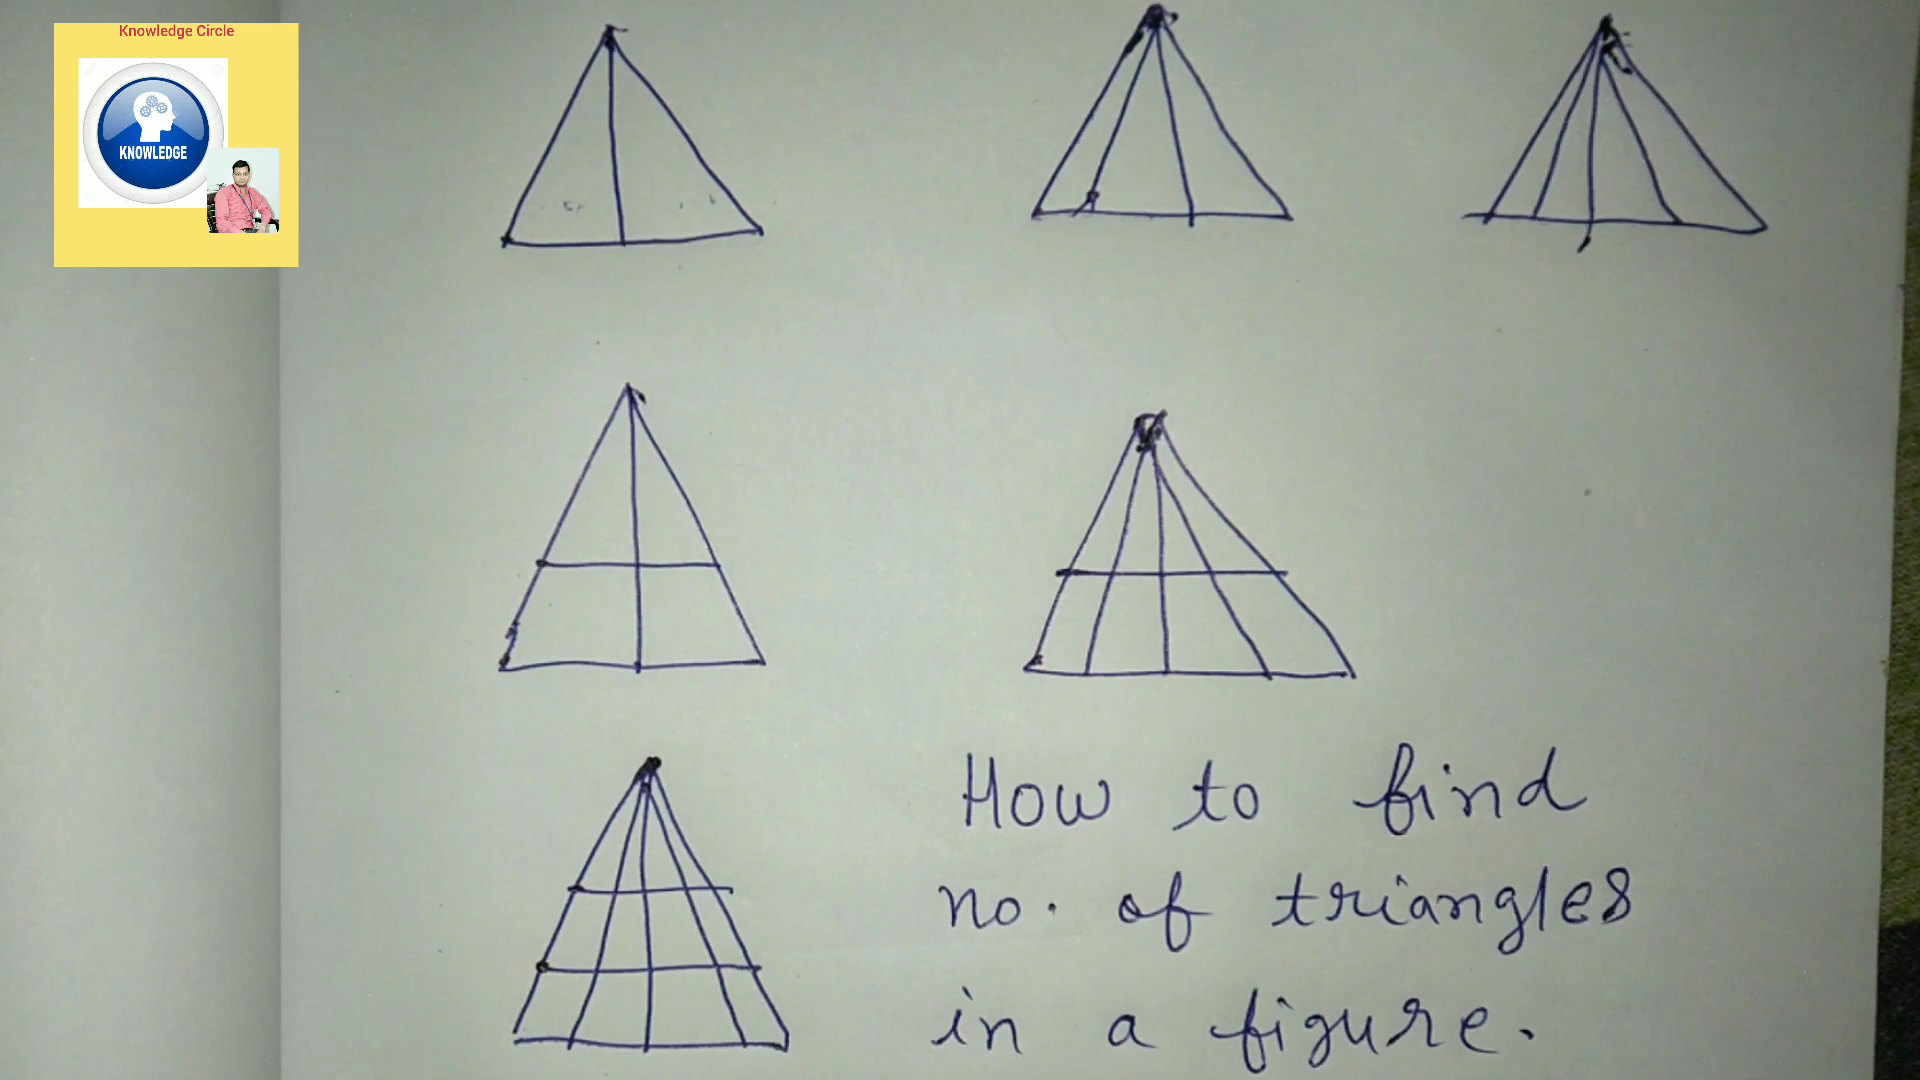 Knowledge Circle
KNOWLEDGE
How to find
no. of triangles
in a figure.